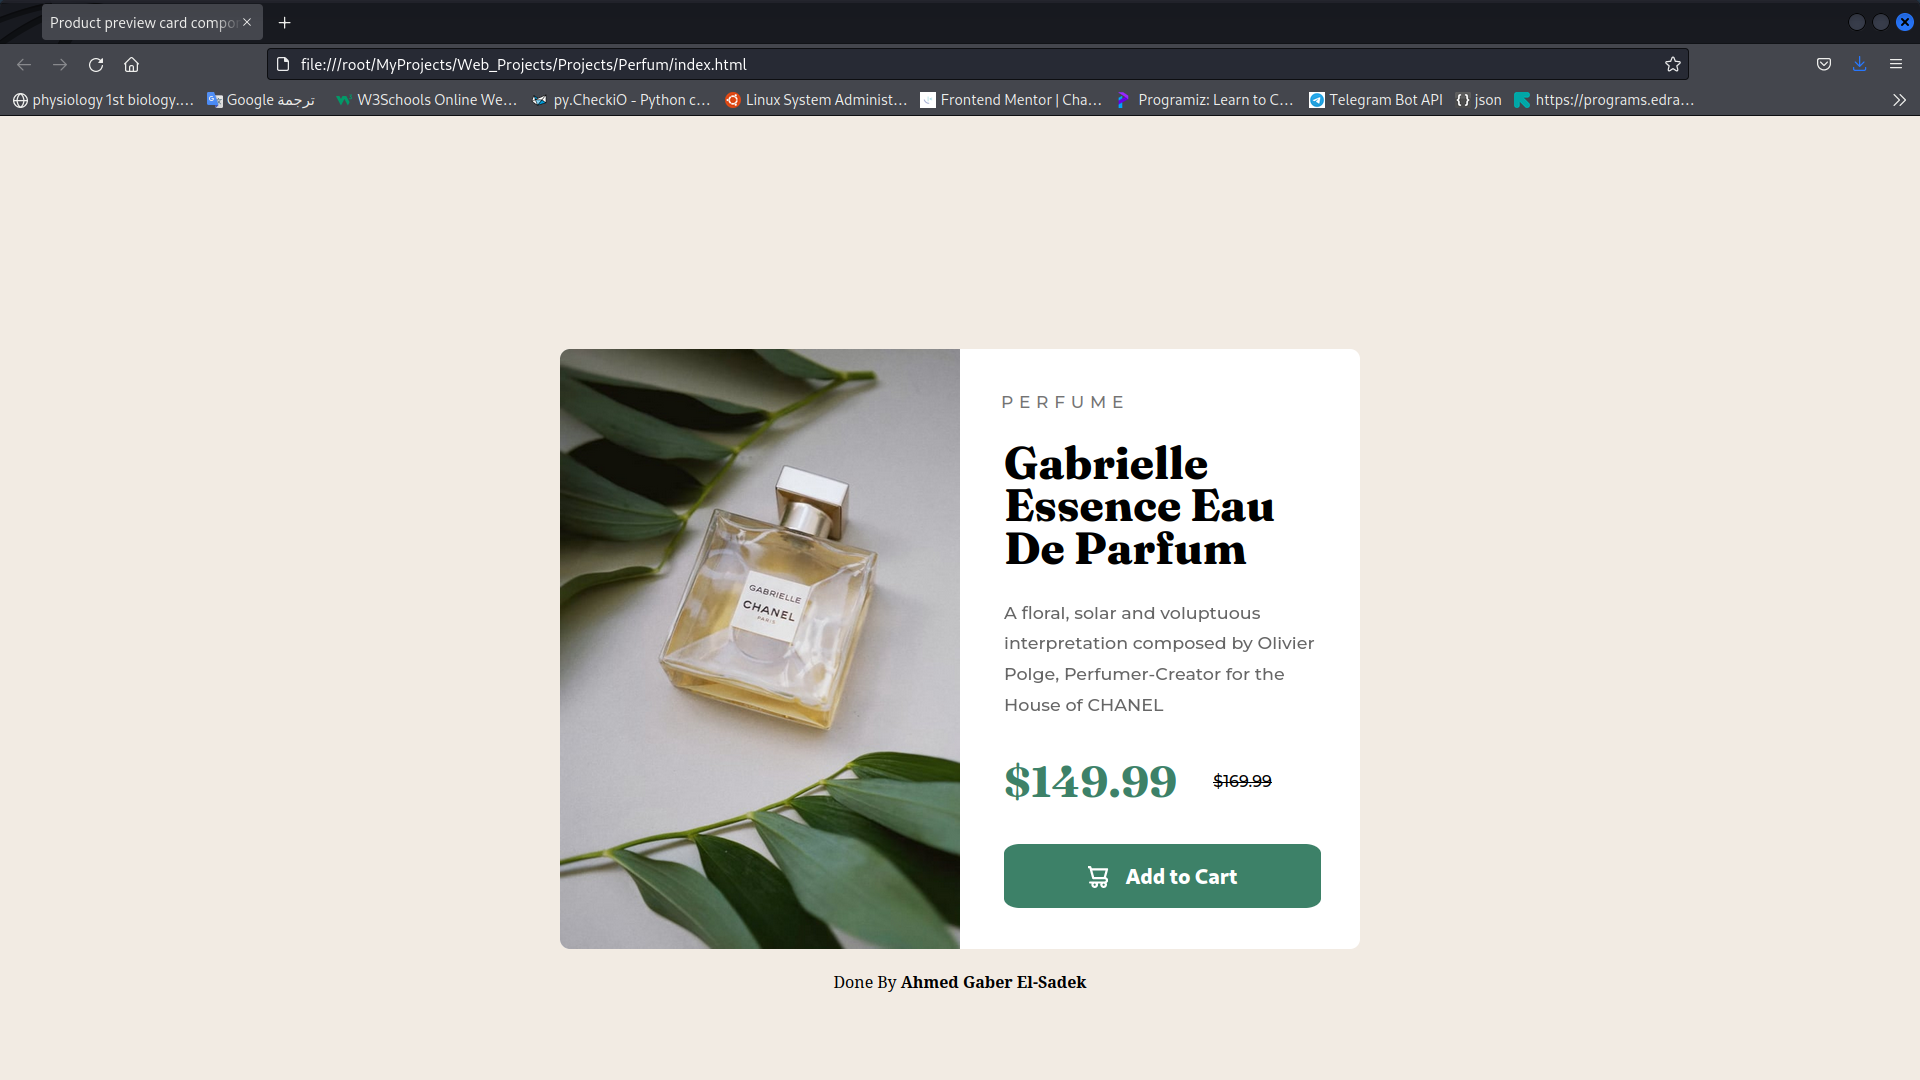 Product preview card compo
file:///root/MyProjects/Web_Projects/Projects/Perfum/index.html
physiology 1st biology.… Google ترجمة W3Schools Online We… py.CheckiO - Python c… Linux System Administ… Frontend Mentor | Cha… Programiz: Learn to C… Telegram Bot API {} json https://programs.edra…
PERFUME
Gabrielle
Essence Eau
De Parfum
GABRIELLE
CHANEL
PARIS
A floral, solar and voluptuous
interpretation composed by Olivier
Polge, Perfumer-Creator for the
House of CHANEL
$149.99 $169.99
Add to Cart
Done By Ahmed Gaber El-Sadek